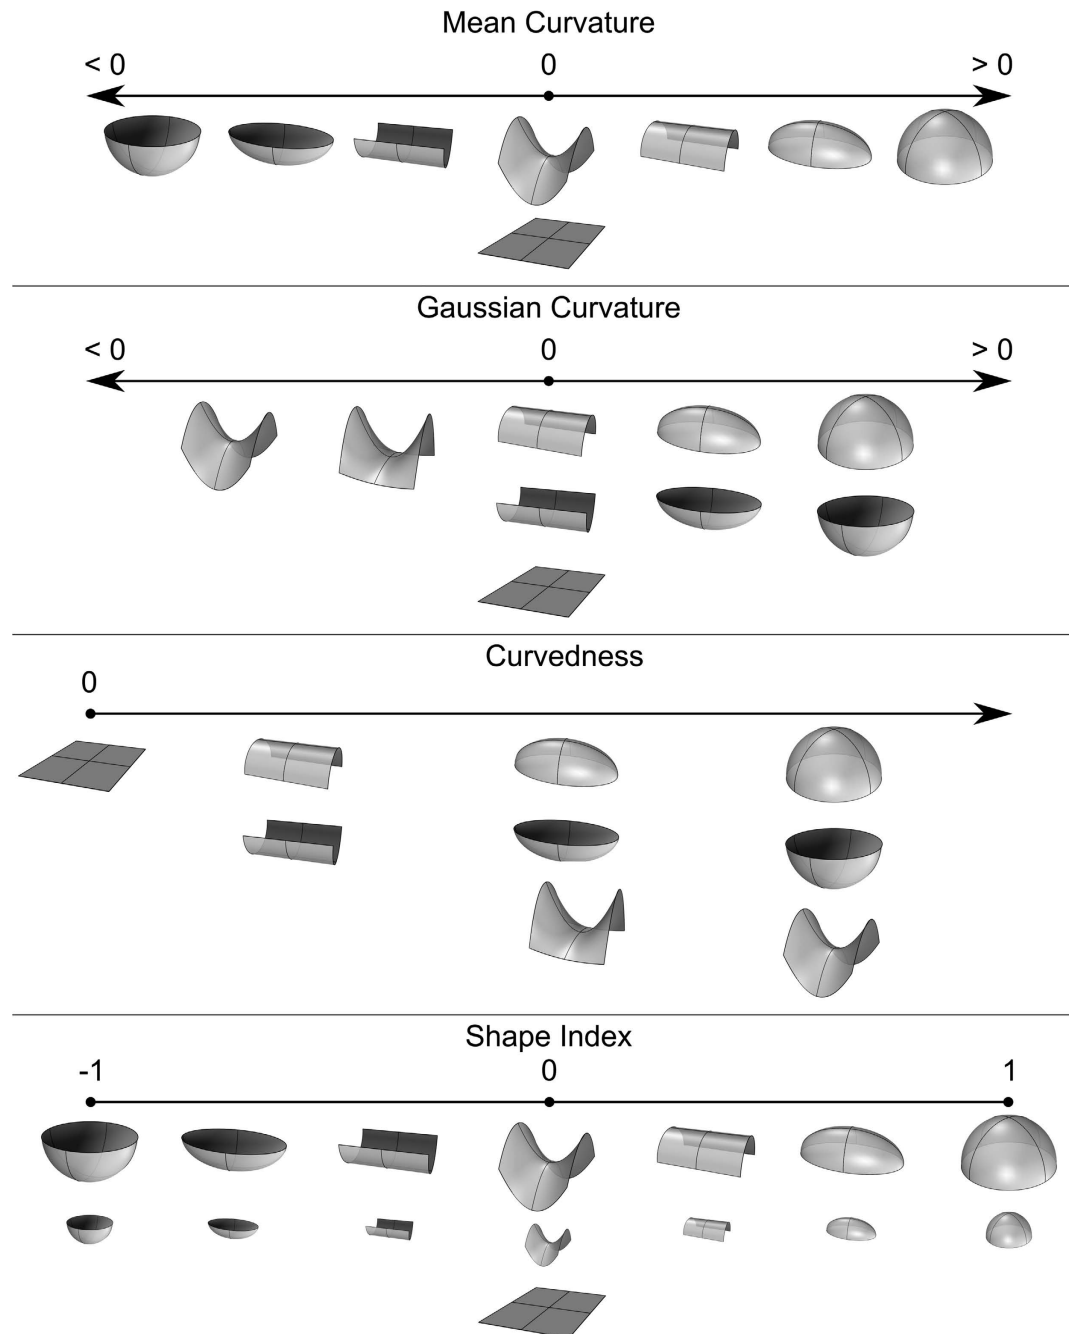 Mean Curvature
< 0 0 > 0
Gaussian Curvature
< 0 0 > 0
Curvedness
0
Shape Index
-1 0 1